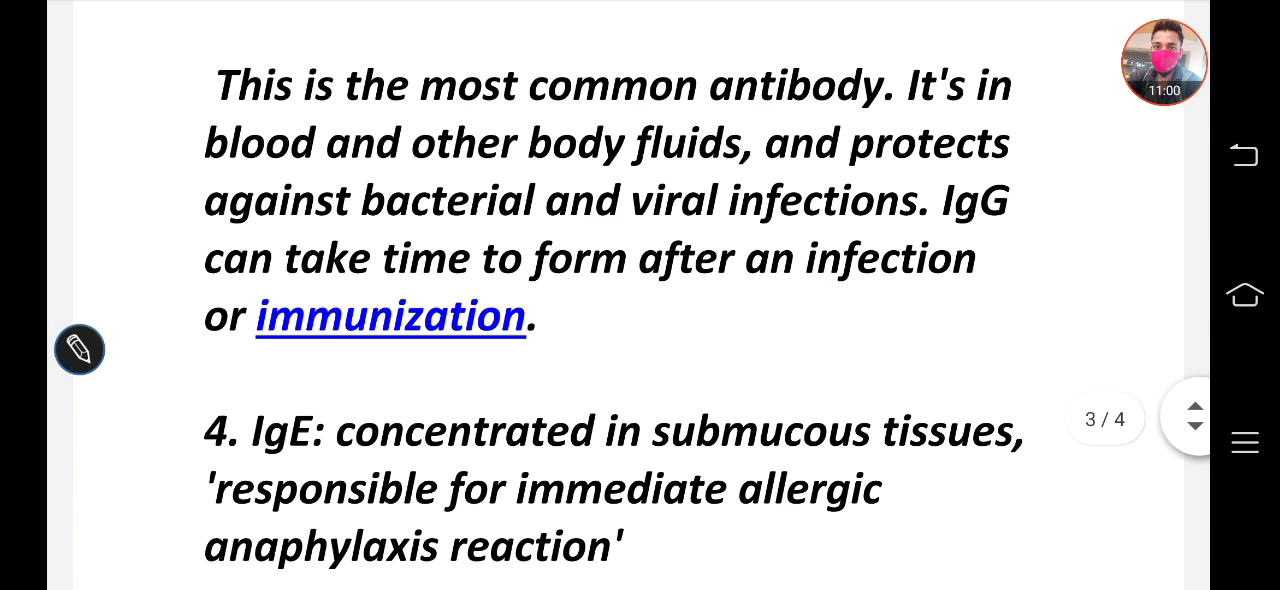 This is the most common antibody. It's in
blood and other body fluids, and protects
against bacterial and viral infections. IgG
can take time to form after an infection
or immunization.
4. IgE: concentrated in submucous tissues,
'responsible for immediate allergic
anaphylaxis reaction'
11:00
3 / 4